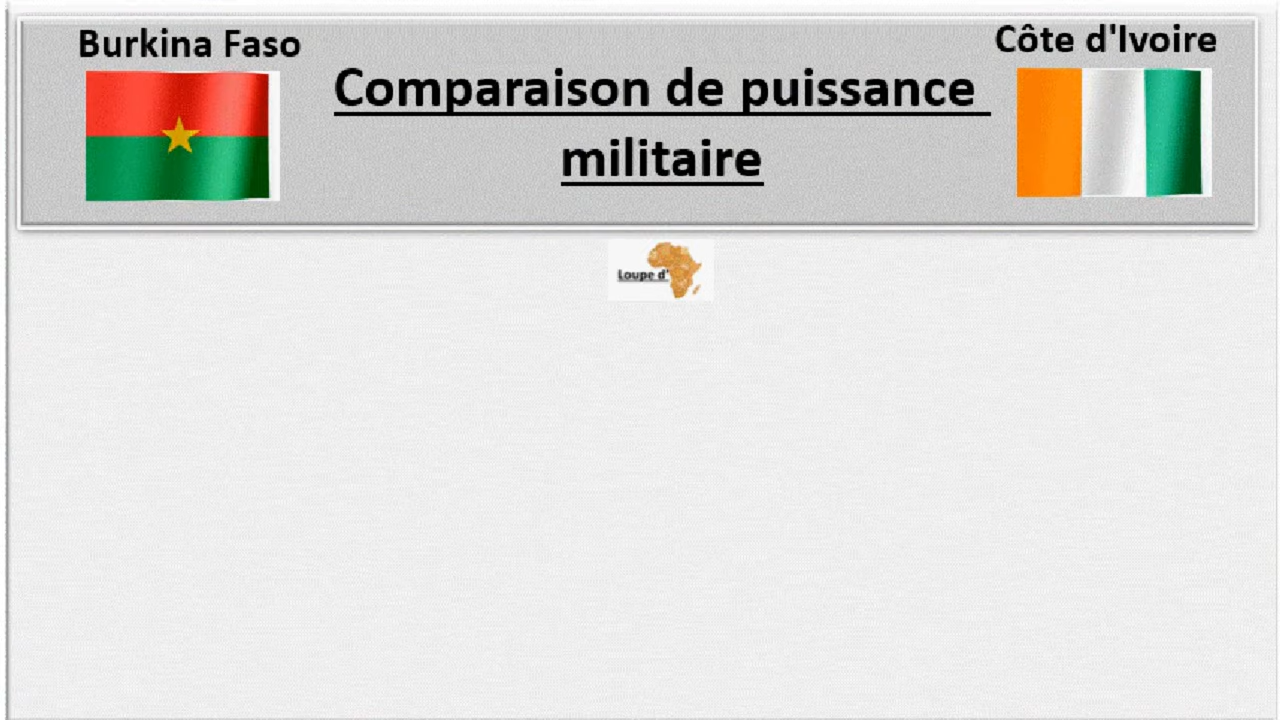 Burkina Faso
Côte d'Ivoire
Comparaison de puissance
militaire
Loupe d'